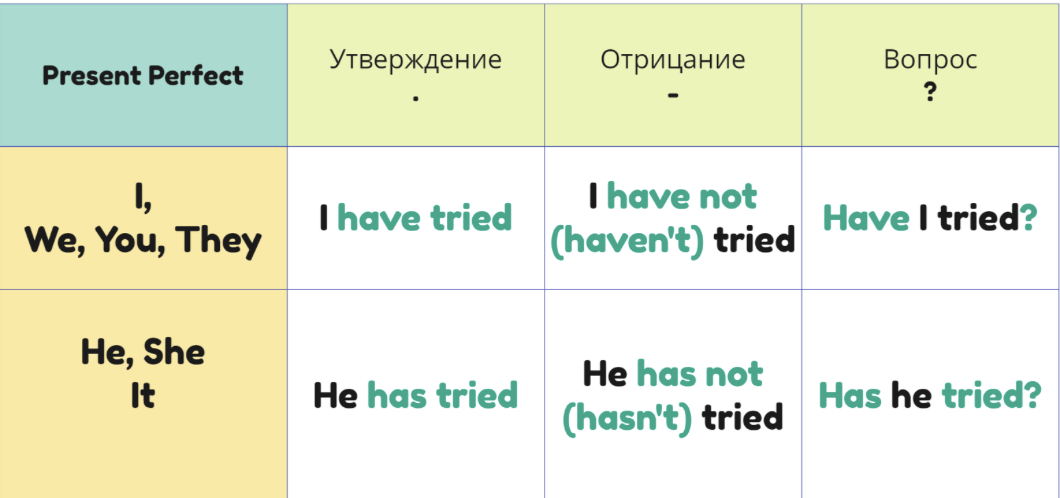 Present Perfect
Утверждение
.
Отрицание
-
Вопрос
?
I,
We, You, They
I have tried
I have not
(haven't) tried
Have I tried?
He, She
It
He has tried
He has not
(hasn't) tried
Has he tried?